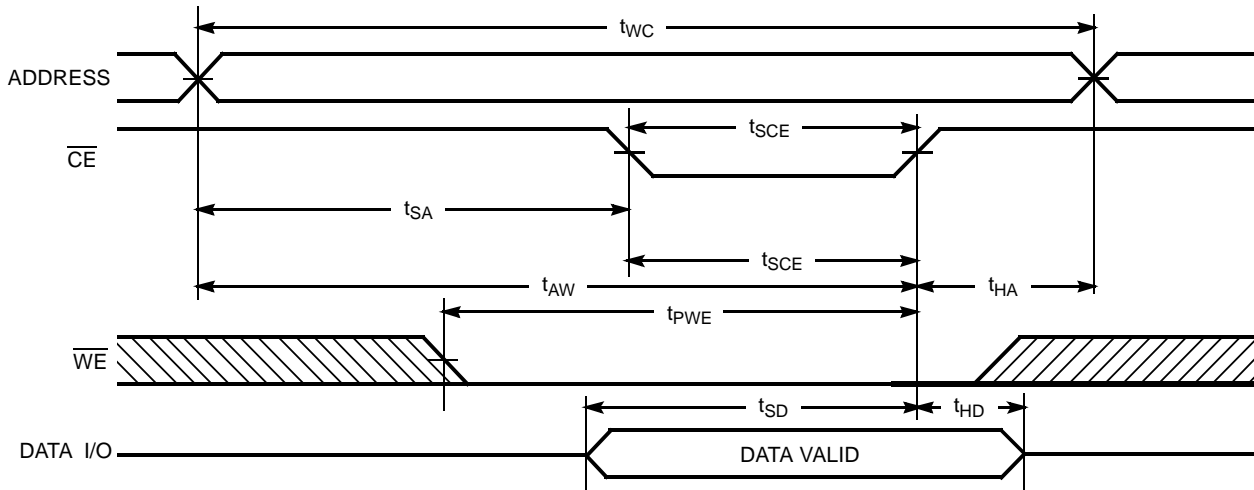 tWC
ADDRESS
tSCE
CE
tSA
tSCE
tAW
tHA
tPWE
WE
tSD
tHD
DATA I/O
DATA VALID